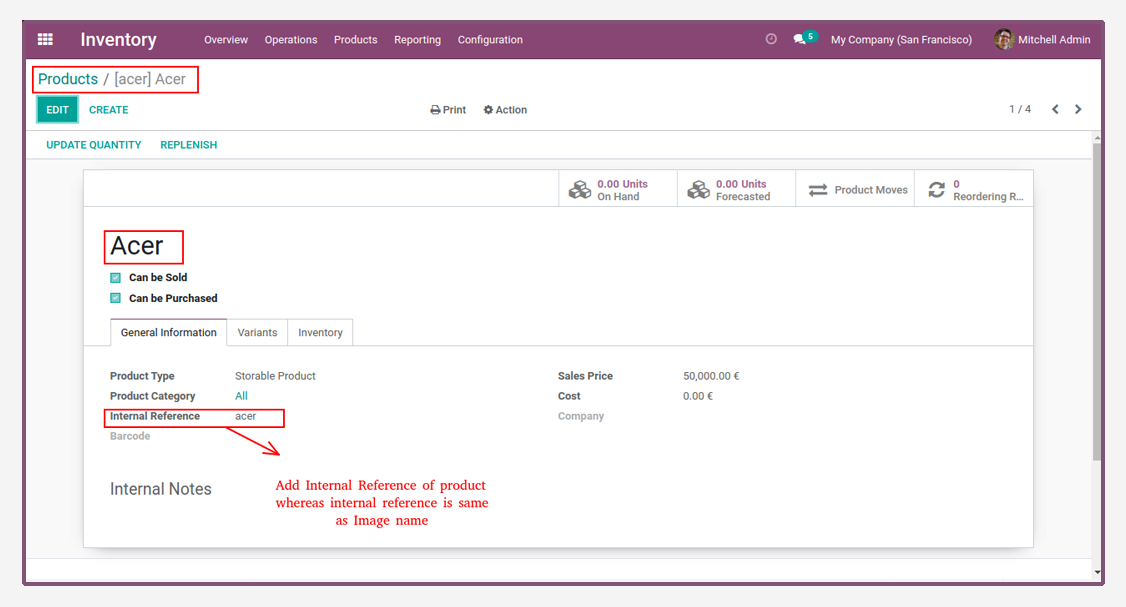 Inventory Overview Operations Products Reporting Configuration 5 My Company (San Francisco) Mitchell Admin
Products / [acer] Acer
EDIT CREATE Print Action 1 / 4
UPDATE QUANTITY REPLENISH
0.00 Units 0.00 Units Product Moves 0
On Hand Forecasted Reordering R...
Acer
Can be Sold
Can be Purchased
General Information Variants Inventory
Product Type Storable Product Sales Price 50,000.00 €
Product Category All Cost 0.00 €
Internal Reference acer Company
Barcode
Internal Notes
Add Internal Reference of product
whereas internal reference is same
as Image name